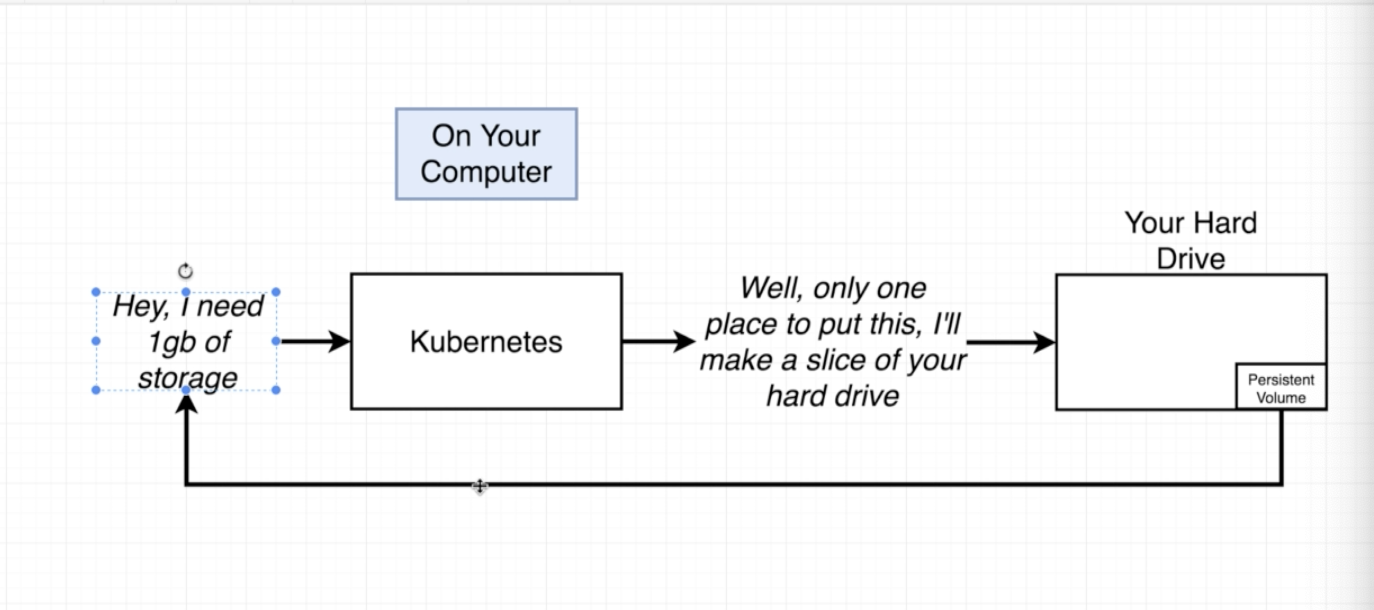 On Your
Computer
Your Hard
Drive
Hey, i need
1gb of
storage
Kubernetes
Well, only one
place to put this, I'll
make a slice of your
hard drive
Persistent
Volume